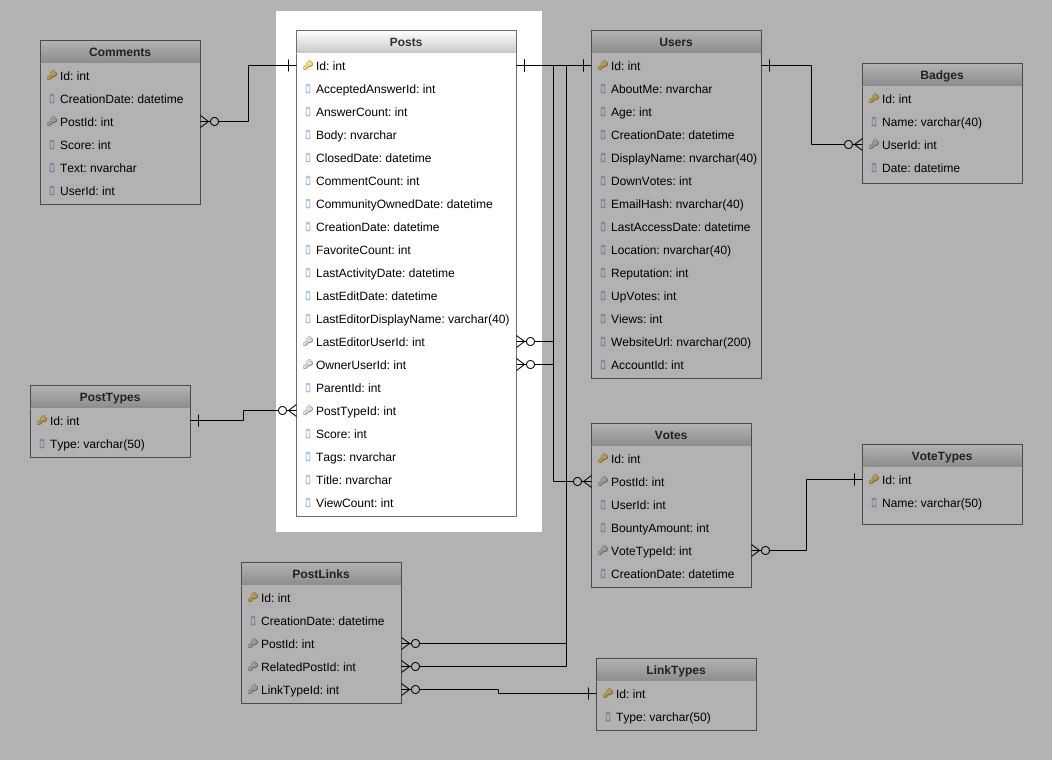 Comments
Id: int
CreationDate: datetime
PostId: int
Score: int
Text: nvarchar
UserId: int
Posts
Id: int
AcceptedAnswerId: int
AnswerCount: int
Body: nvarchar
ClosedDate: datetime
CommentCount: int
CommunityOwnedDate: datetime
CreationDate: datetime
FavoriteCount: int
LastActivityDate: datetime
LastEditDate: datetime
LastEditorDisplayName: varchar(40)
LastEditorUserId: int
OwnerUserId: int
ParentId: int
PostTypeId: int
Score: int
Tags: nvarchar
Title: nvarchar
ViewCount: int
Users
Id: int
AboutMe: nvarchar
Age: int
CreationDate: datetime
DisplayName: nvarchar(40)
DownVotes: int
EmailHash: nvarchar(40)
LastAccessDate: datetime
Location: nvarchar(40)
Reputation: int
UpVotes: int
Views: int
WebsiteUrl: nvarchar(200)
AccountId: int
Badges
Id: int
Name: varchar(40)
UserId: int
Date: datetime
PostTypes
Id: int
Type: varchar(50)
Votes
Id: int
PostId: int
UserId: int
BountyAmount: int
VoteTypeId: int
CreationDate: datetime
VoteTypes
Id: int
Name: varchar(50)
PostLinks
Id: int
CreationDate: datetime
PostId: int
RelatedPostId: int
LinkTypeId: int
LinkTypes
Id: int
Type: varchar(50)